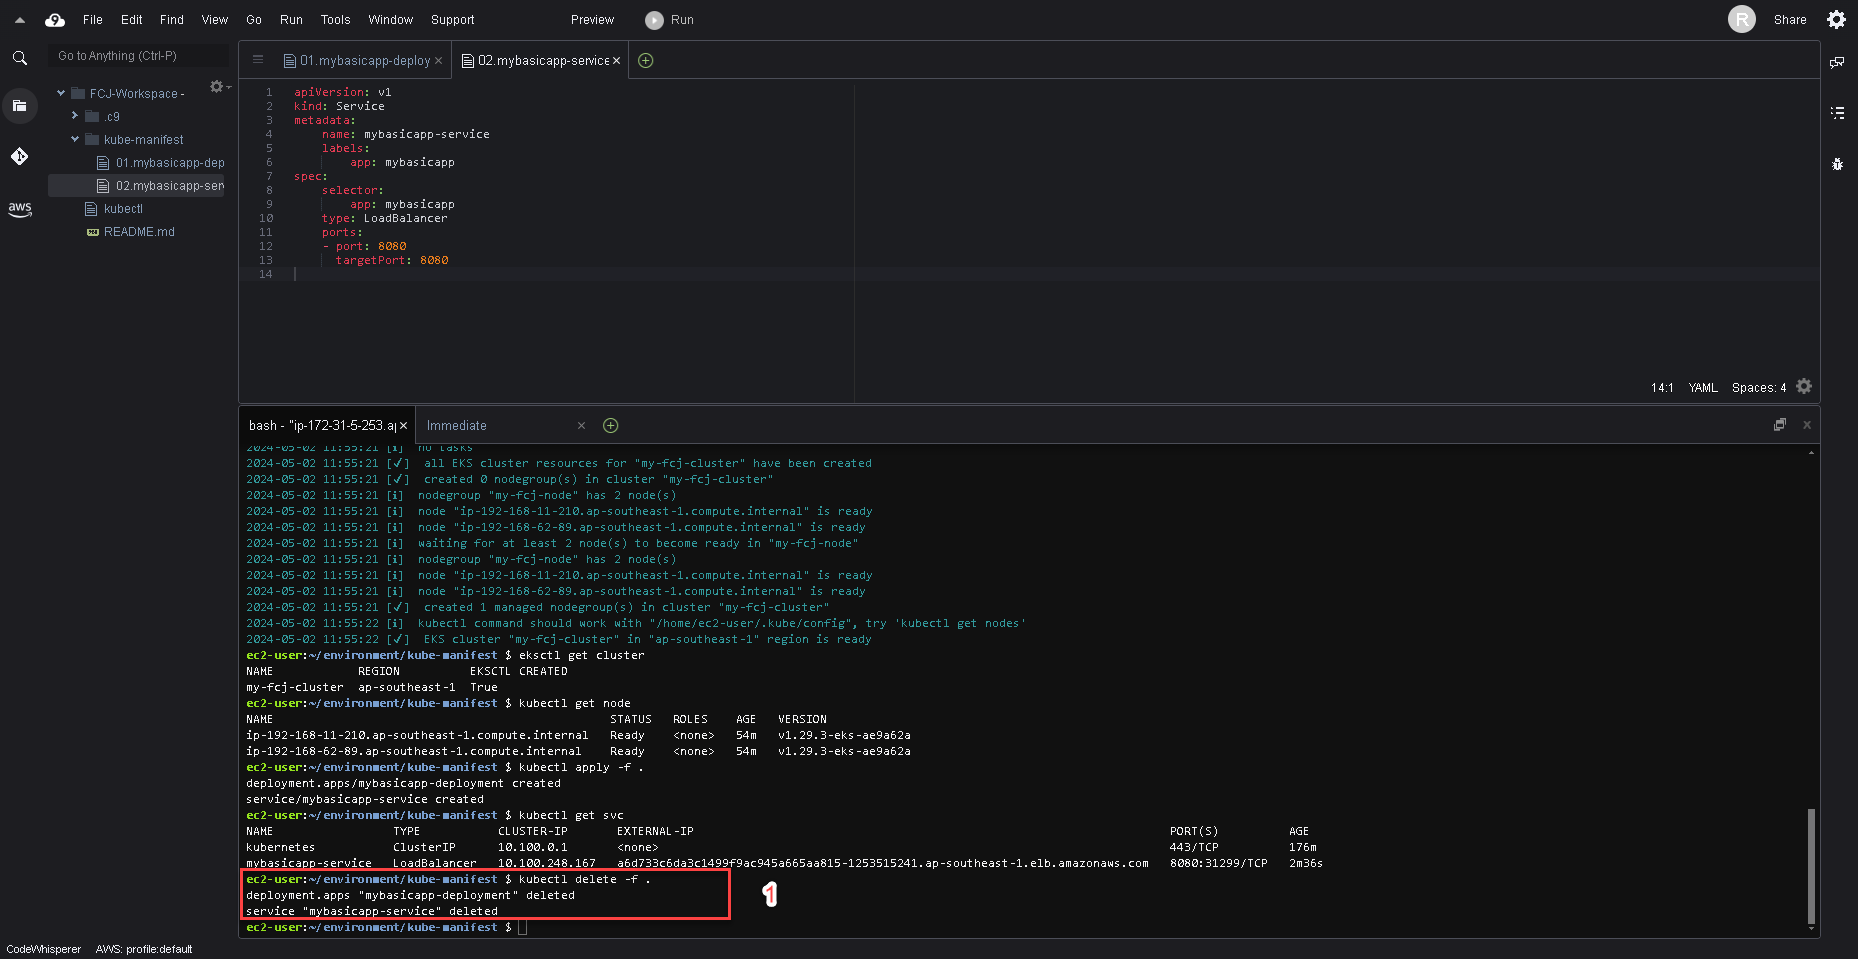 File Edit Find View Go Run Tools Window Support Preview Run R Share
Go to Anything (Ctrl-P)
01.mybasicapp-deploy
02.mybasicapp-service
FCJ-Workspace -
.c9
kube-manifest
01.mybasicapp-dep
02.mybasicapp-serv
kubectl
README.md
aws
1 apiVersion: v1
2 kind: Service
3 metadata:
4 name: mybasicapp-service
5 labels:
6 app: mybasicapp
7 spec:
8 selector:
9 app: mybasicapp
10 type: LoadBalancer
11 ports:
12 - port: 8080
13 targetPort: 8080
14
14:1 YAML Spaces: 4
bash - "ip-172-31-5-253.ap
Immediate
2024-05-02 11:55:21 [ℹ] no tasks
2024-05-02 11:55:21 [✔] all EKS cluster resources for "my-fcj-cluster" have been created
2024-05-02 11:55:21 [✔] created 0 nodegroup(s) in cluster "my-fcj-cluster"
2024-05-02 11:55:21 [ℹ] nodegroup "my-fcj-node" has 2 node(s)
2024-05-02 11:55:21 [ℹ] node "ip-192-168-11-210.ap-southeast-1.compute.internal" is ready
2024-05-02 11:55:21 [ℹ] node "ip-192-168-62-89.ap-southeast-1.compute.internal" is ready
2024-05-02 11:55:21 [ℹ] waiting for at least 2 node(s) to become ready in "my-fcj-node"
2024-05-02 11:55:21 [ℹ] nodegroup "my-fcj-node" has 2 node(s)
2024-05-02 11:55:21 [ℹ] node "ip-192-168-11-210.ap-southeast-1.compute.internal" is ready
2024-05-02 11:55:21 [ℹ] node "ip-192-168-62-89.ap-southeast-1.compute.internal" is ready
2024-05-02 11:55:21 [✔] created 1 managed nodegroup(s) in cluster "my-fcj-cluster"
2024-05-02 11:55:22 [ℹ] kubectl command should work with "/home/ec2-user/.kube/config", try 'kubectl get nodes'
2024-05-02 11:55:22 [✔] EKS cluster "my-fcj-cluster" in "ap-southeast-1" region is ready
ec2-user:~/environment/kube-manifest $ eksctl get cluster
NAME REGION EKSCTL CREATED
my-fcj-cluster ap-southeast-1 True
ec2-user:~/environment/kube-manifest $ kubectl get node
NAME STATUS ROLES AGE VERSION
ip-192-168-11-210.ap-southeast-1.compute.internal Ready <none> 54m v1.29.3-eks-ae9a62a
ip-192-168-62-89.ap-southeast-1.compute.internal Ready <none> 54m v1.29.3-eks-ae9a62a
ec2-user:~/environment/kube-manifest $ kubectl apply -f .
deployment.apps/mybasicapp-deployment created
service/mybasicapp-service created
ec2-user:~/environment/kube-manifest $ kubectl get svc
NAME TYPE CLUSTER-IP EXTERNAL-IP PORT(S) AGE
kubernetes ClusterIP 10.100.0.1 <none> 443/TCP 176m
mybasicapp-service LoadBalancer 10.100.248.167 a6d733c6da3c1499f9ac945a665aa815-1253515241.ap-southeast-1.elb.amazonaws.com 8080:31299/TCP 2m36s
ec2-user:~/environment/kube-manifest $ kubectl delete -f .
deployment.apps "mybasicapp-deployment" deleted
service "mybasicapp-service" deleted
ec2-user:~/environment/kube-manifest $
1
CodeWhisperer AWS: profile:default